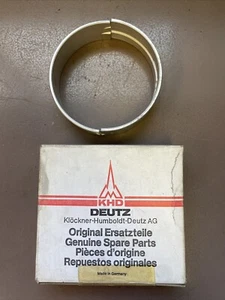 KHD
DEUTZ
Klöckner-Humboldt-Deutz AG
Original Ersatzteile
Genuine Spare Parts
Pièces d'origine
Repuestos originales
Made in Germany